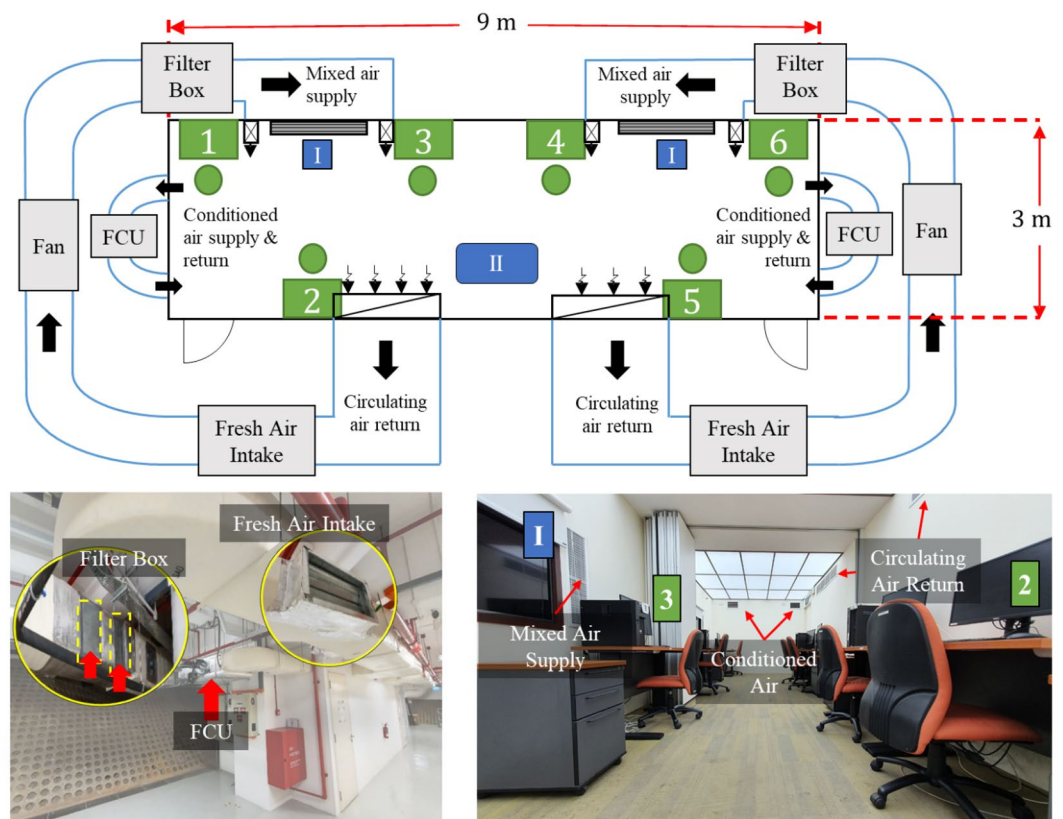 9 m
Filter
Box
Mixed air
supply
Mixed air
supply
Filter
Box
1
I
3
4
I
6
Fan
FCU
Conditioned
air supply &
return
Conditioned
air supply &
return
FCU
Fan
3 m
2
II
5
Circulating
air return
Circulating
air return
Fresh Air
Intake
Fresh Air
Intake
Fresh Air Intake
Filter Box
FCU
I
3
Mixed Air
Supply
Conditioned
Air
Circulating
Air Return
2